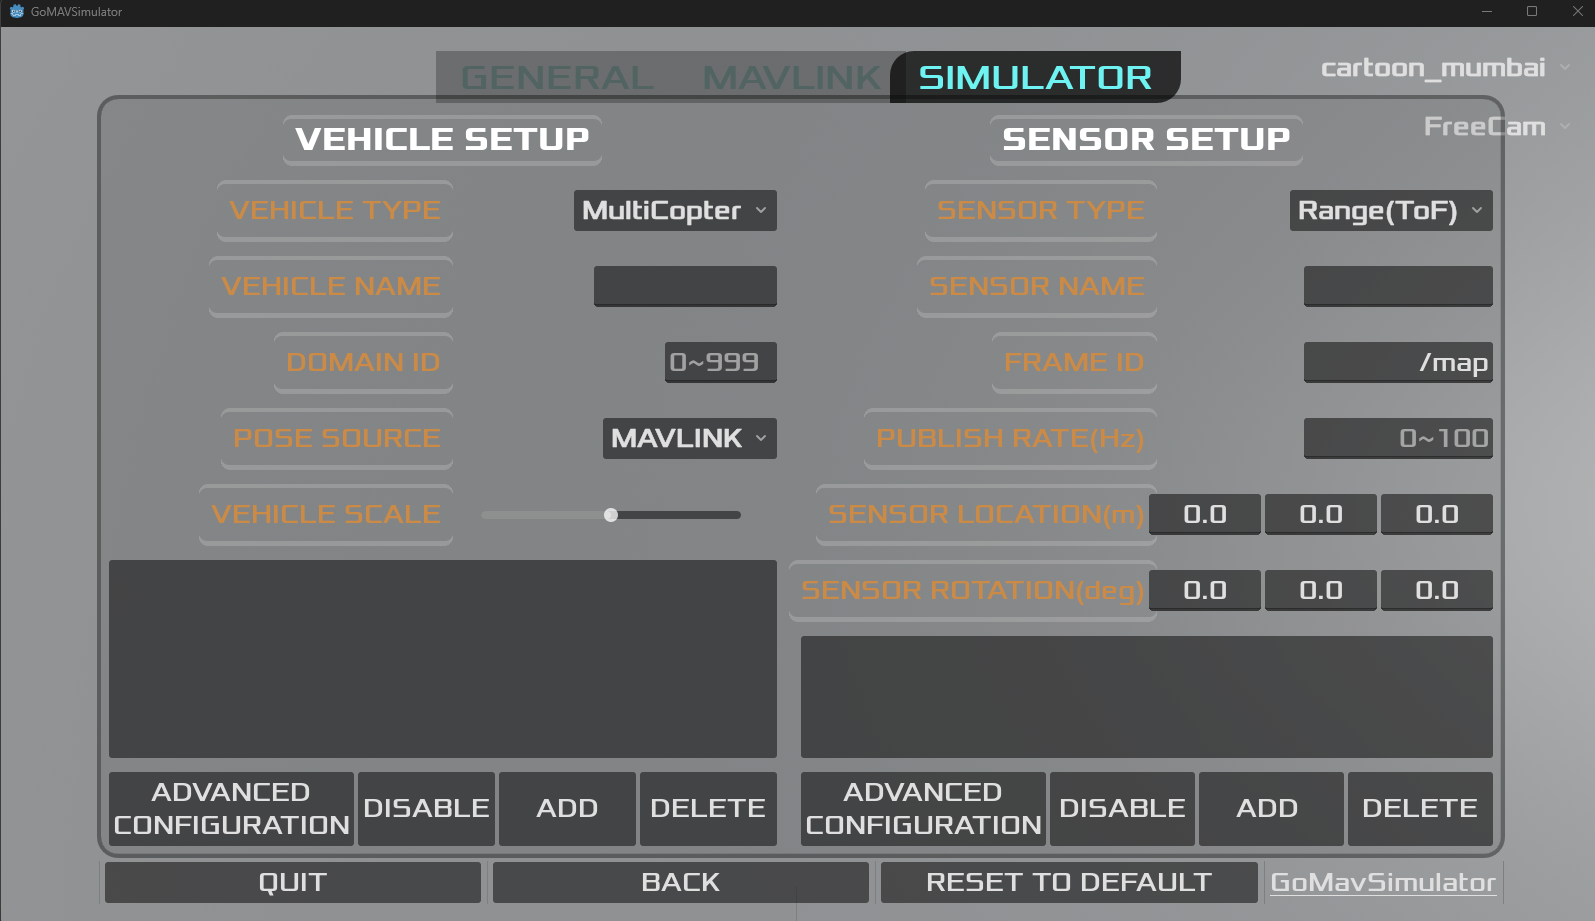 GoMAVSimulator
GENERAL MAVLINK SIMULATOR
cartoon_mumbai
FreeCam
VEHICLE SETUP
VEHICLE TYPE MultiCopter
VEHICLE NAME
DOMAIN ID 0~999
POSE SOURCE MAVLINK
VEHICLE SCALE
ADVANCED CONFIGURATION
DISABLE
ADD
DELETE
SENSOR SETUP
SENSOR TYPE Range(ToF)
SENSOR NAME
FRAME ID /map
PUBLISH RATE(Hz) 0~100
SENSOR LOCATION(m) 0.0 0.0 0.0
SENSOR ROTATION(deg) 0.0 0.0 0.0
ADVANCED CONFIGURATION
DISABLE
ADD
DELETE
QUIT
BACK
RESET TO DEFAULT
GoMavSimulator